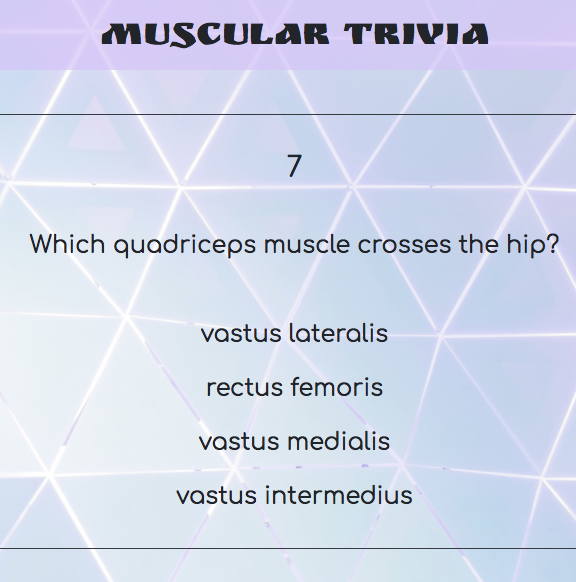 MUSCULAR TRIVIA
7
Which quadriceps muscle crosses the hip?
vastus lateralis
rectus femoris
vastus medialis
vastus intermedius